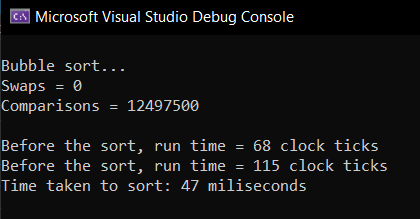 C:\ Microsoft Visual Studio Debug Console
Bubble sort...
Swaps = 0
Comparisons = 12497500
Before the sort, run time = 68 clock ticks
Before the sort, run time = 115 clock ticks
Time taken to sort: 47 miliseconds